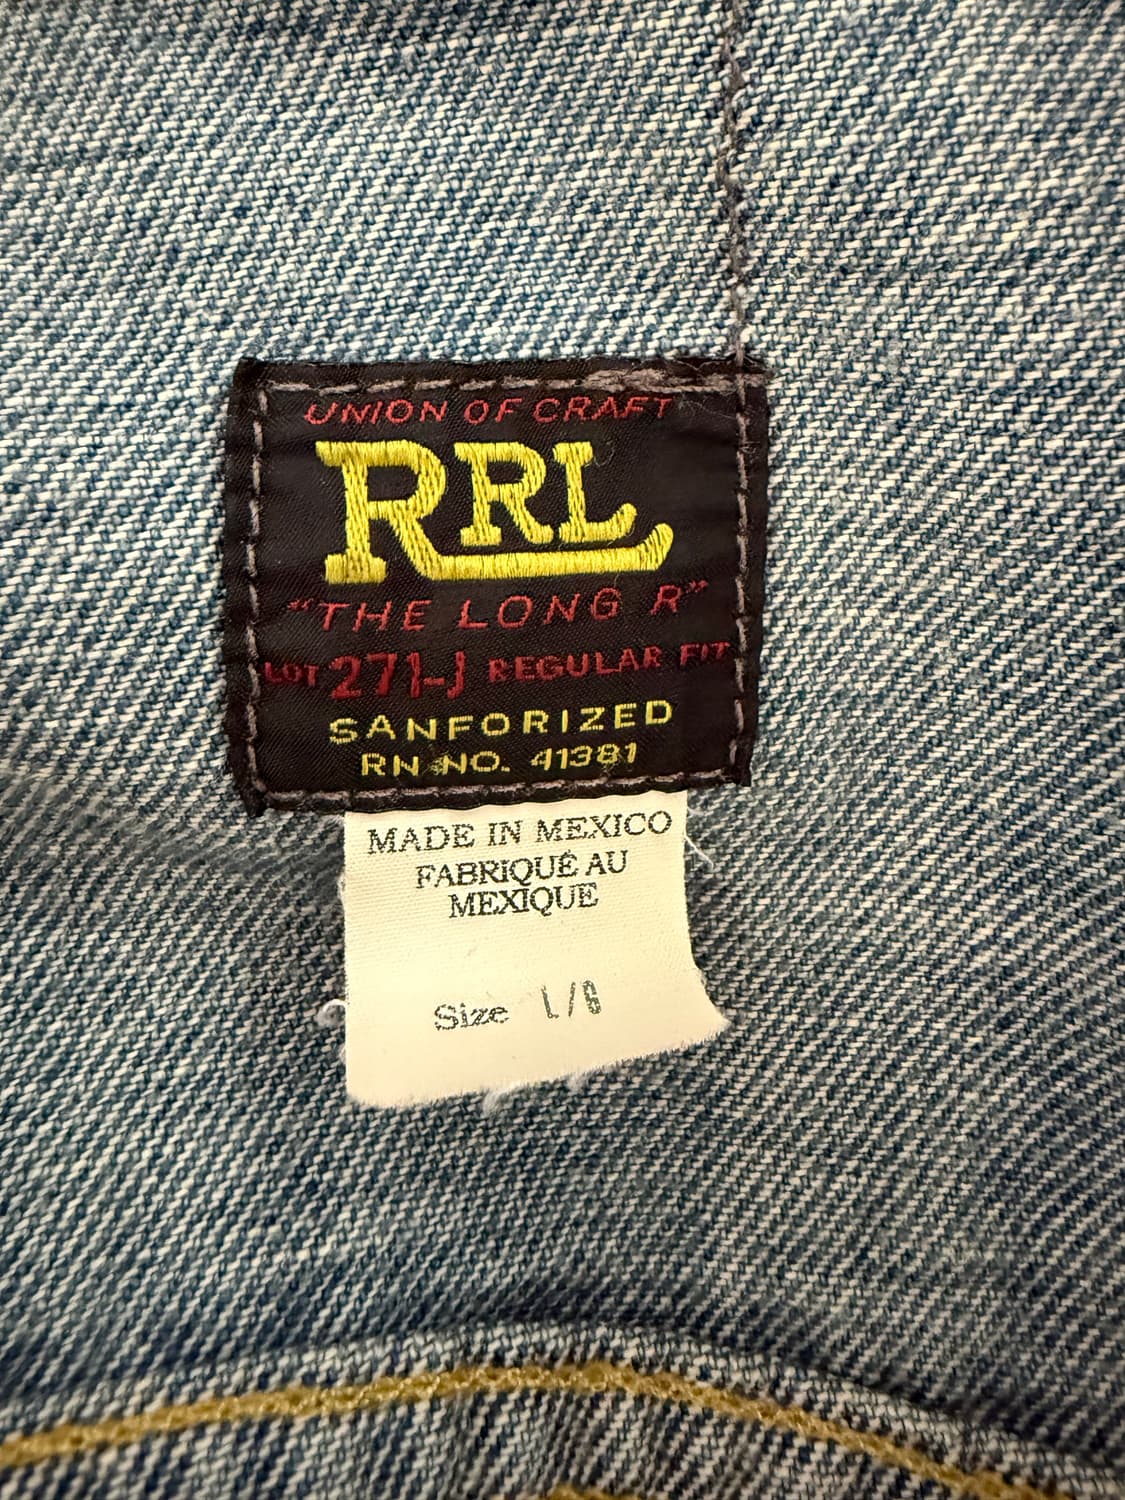 UNION OF CRAFT
RRL
"THE LONG R"
LOT 271-J REGULAR FIT
SANFORIZED
RN NO. 41381
MADE IN MEXICO
FABRIQUÉ AU
MEXIQUE
Size L/G